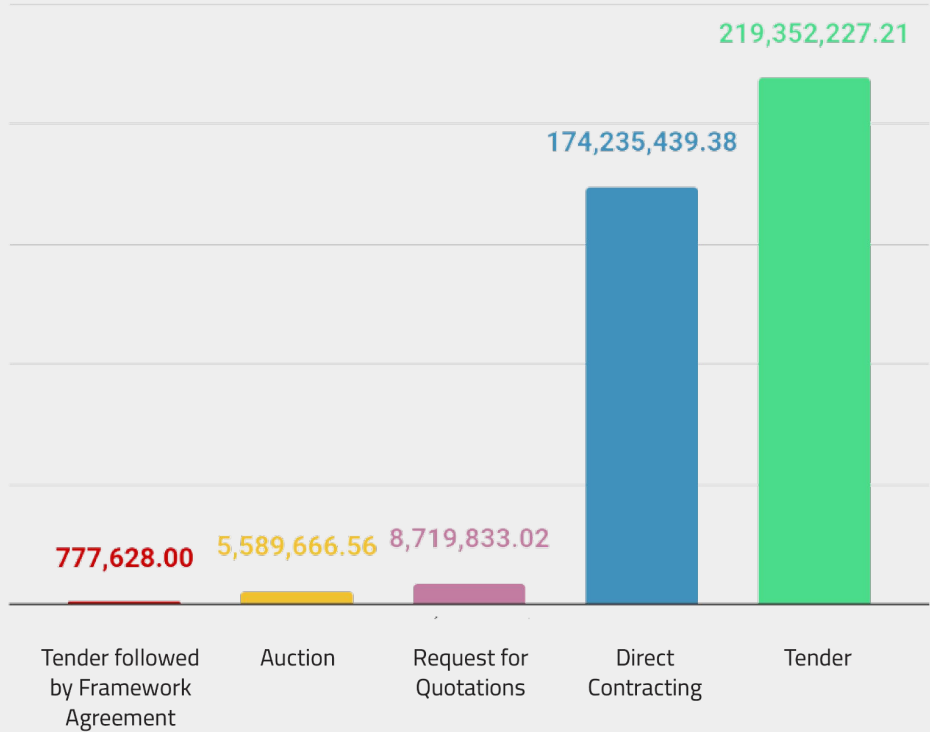 219,352,227.21
174,235,439.38
777,628.00
5,589,666.56
8,719,833.02
Tender followed
by Framework
Agreement
Auction
Request for
Quotations
Direct
Contracting
Tender